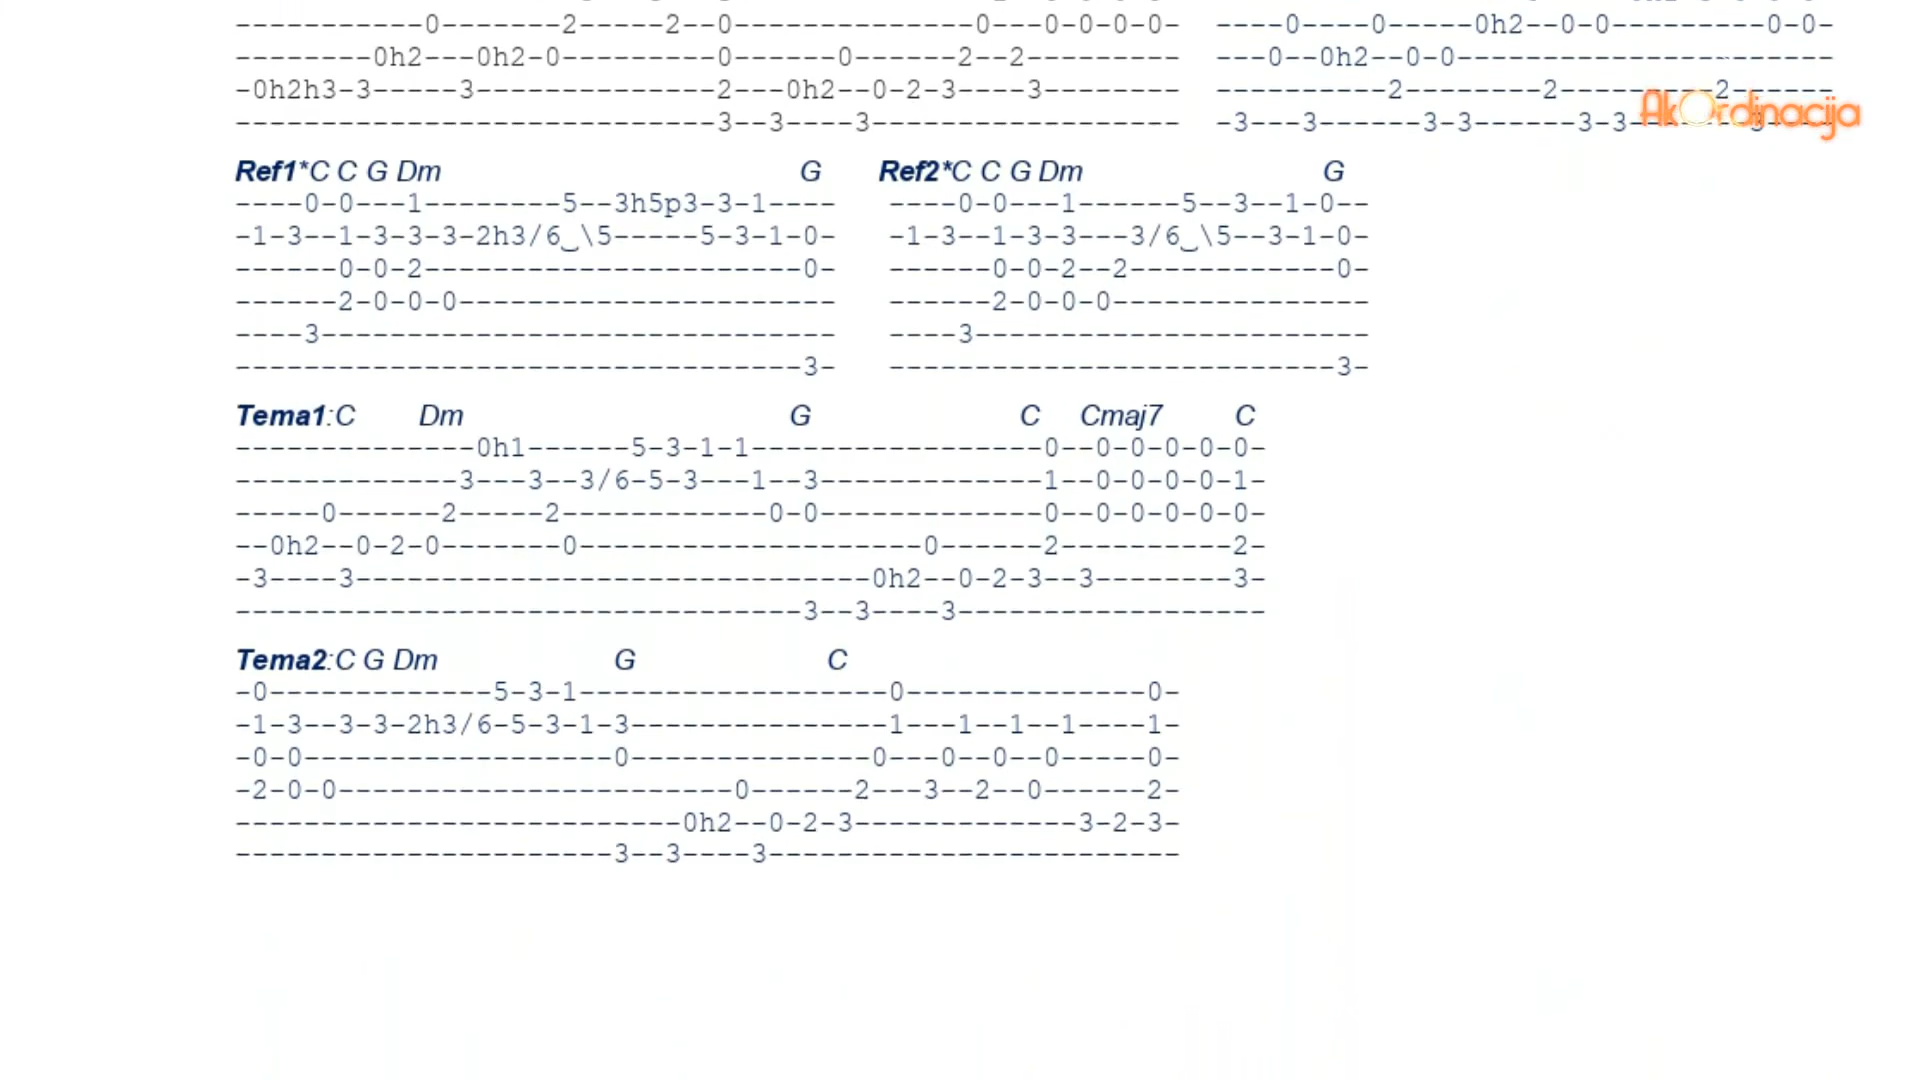 -----------0-------2-----2--0--------------0---0-0-0-0-  ----0----0-----0h2--0-0---------0-0-
--------0h2---0h2-0---------0------0------2--2---------  ---0--0h2--0-0----------------------
-0h2h3-3-----3--------------2---0h2--0-2-3----3--------  ----------2--------2---------2------
----------------------------3--3----3------------------  -3---3------3-3------3-3-------3----
Akordinacija
Ref1*C C G Dm G   Ref2*C C G Dm G
----0-0---1--------5--3h5p3-3-1----   ----0-0---1------5--3--1-0--
-1-3--1-3-3-3-2h3/6‿\5-----5-3-1-0-   -1-3--1-3-3---3/6‿\5--3-1-0-
------0-0-2----------------------0-   ------0-0-2--2------------0-
------2-0-0-0----------------------   ------2-0-0-0---------------
----3------------------------------   ----3-----------------------
---------------------------------3-   --------------------------3-
Tema1:C Dm G C Cmaj7 C
--------------0h1------5-3-1-1-----------------0--0-0-0-0-0-
-------------3---3--3/6-5-3---1--3-------------1--0-0-0-0-1-
-----0------2-----2------------0-0-------------0--0-0-0-0-0-
--0h2--0-2-0-------0--------------------0------2----------2-
-3----3------------------------------0h2--0-2-3--3--------3-
---------------------------------3--3----3------------------
Tema2:C G Dm G C
-0-------------5-3-1------------------0--------------0-
-1-3--3-3-2h3/6-5-3-1-3---------------1---1--1--1----1-
-0-0------------------0--------------0---0--0--0-----0-
-2-0-0-----------------------0------2---3--2--0------2-
--------------------------0h2--0-2-3-------------3-2-3-
----------------------3--3----3------------------------